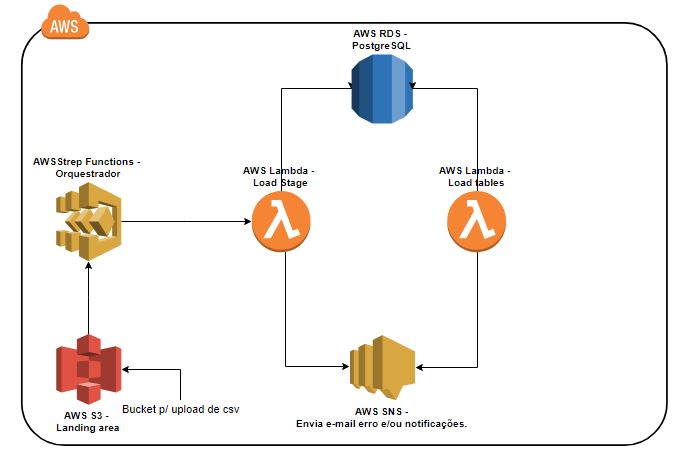 AWS
AWS RDS -
PostgreSQL
AWSStrep Functions -
Orquestrador
AWS Lambda -
Load Stage
AWS Lambda -
Load tables
AWS S3 -
Landing area
Bucket p/ upload de csv
AWS SNS -
Envia e-mail erro e/ou notificações.